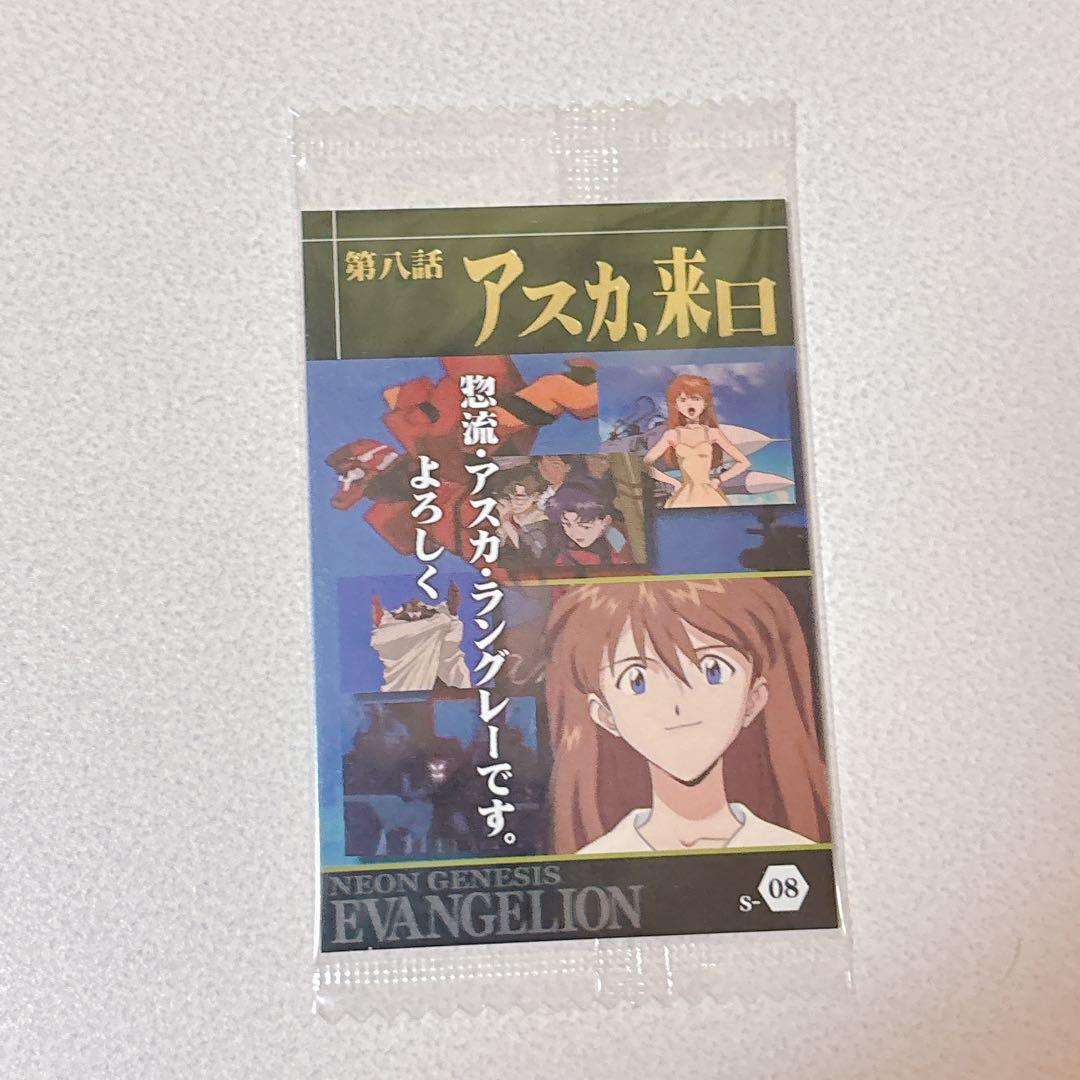 第八話
アスカ、来日
惣流・アスカ・ラングレーです。
よろしく
NEON GENESIS
EVANGELION
S-08